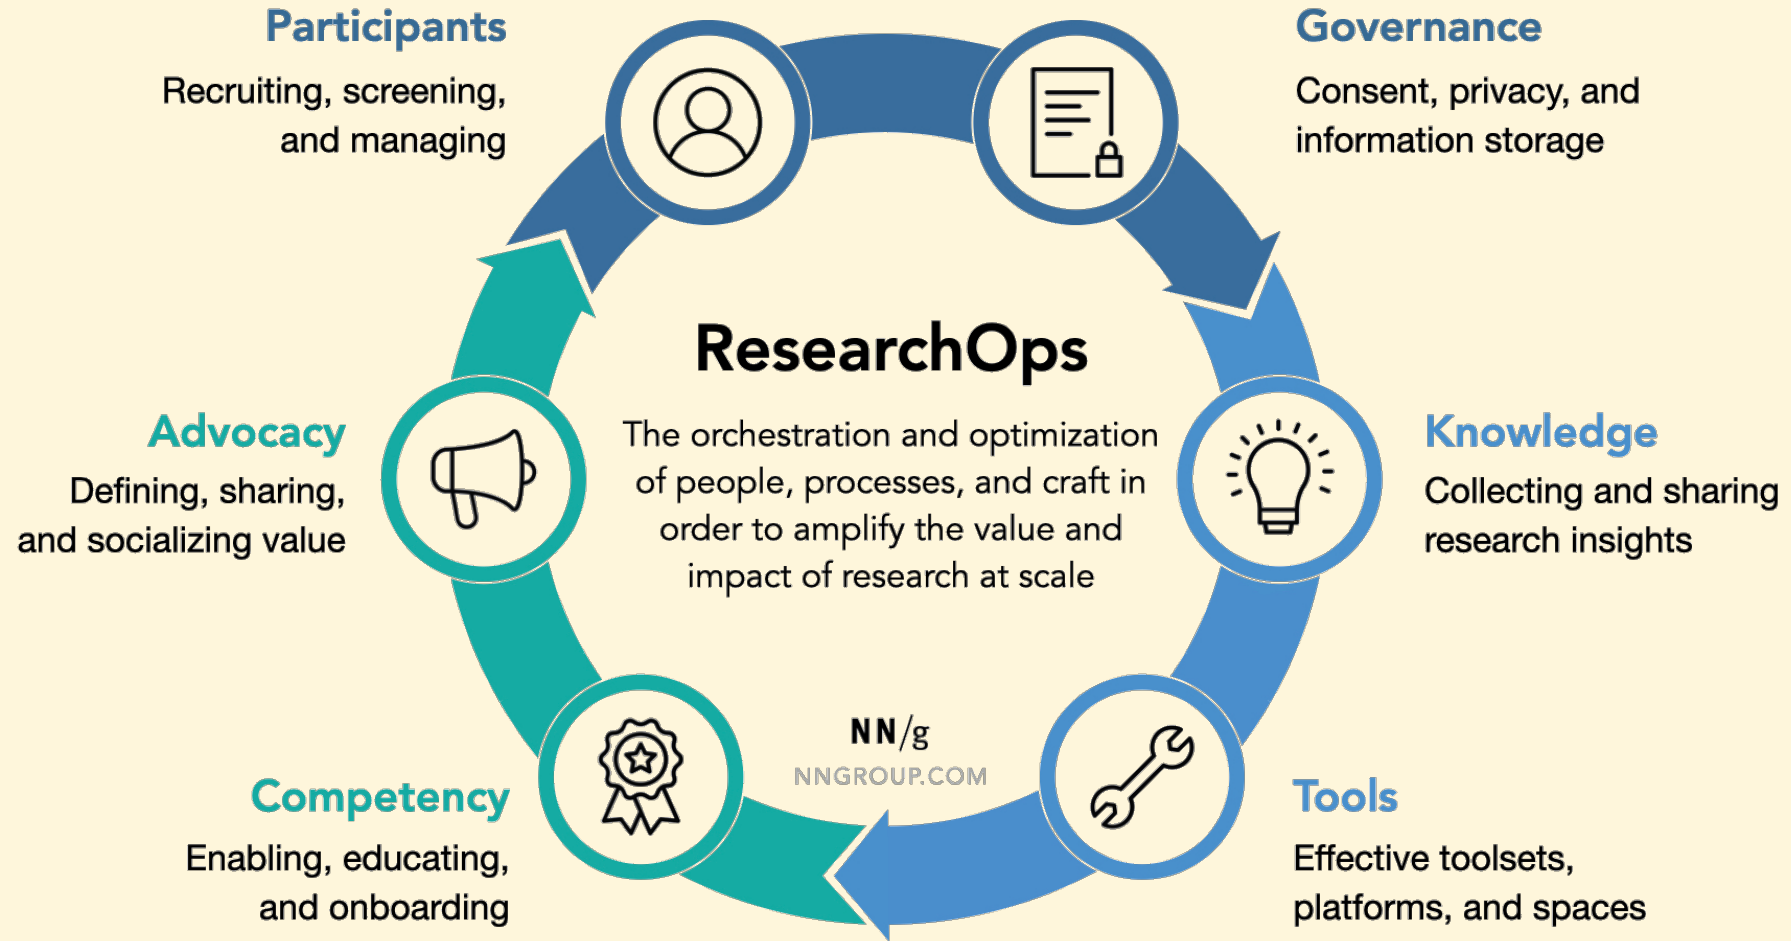 Participants
Recruiting, screening,
and managing
Governance
Consent, privacy, and
information storage
ResearchOps
The orchestration and optimization
of people, processes, and craft in
order to amplify the value and
impact of research at scale
Advocacy
Defining, sharing,
and socializing value
Knowledge
Collecting and sharing
research insights
NN/g
NNGROUP.COM
Competency
Enabling, educating,
and onboarding
Tools
Effective toolsets,
platforms, and spaces